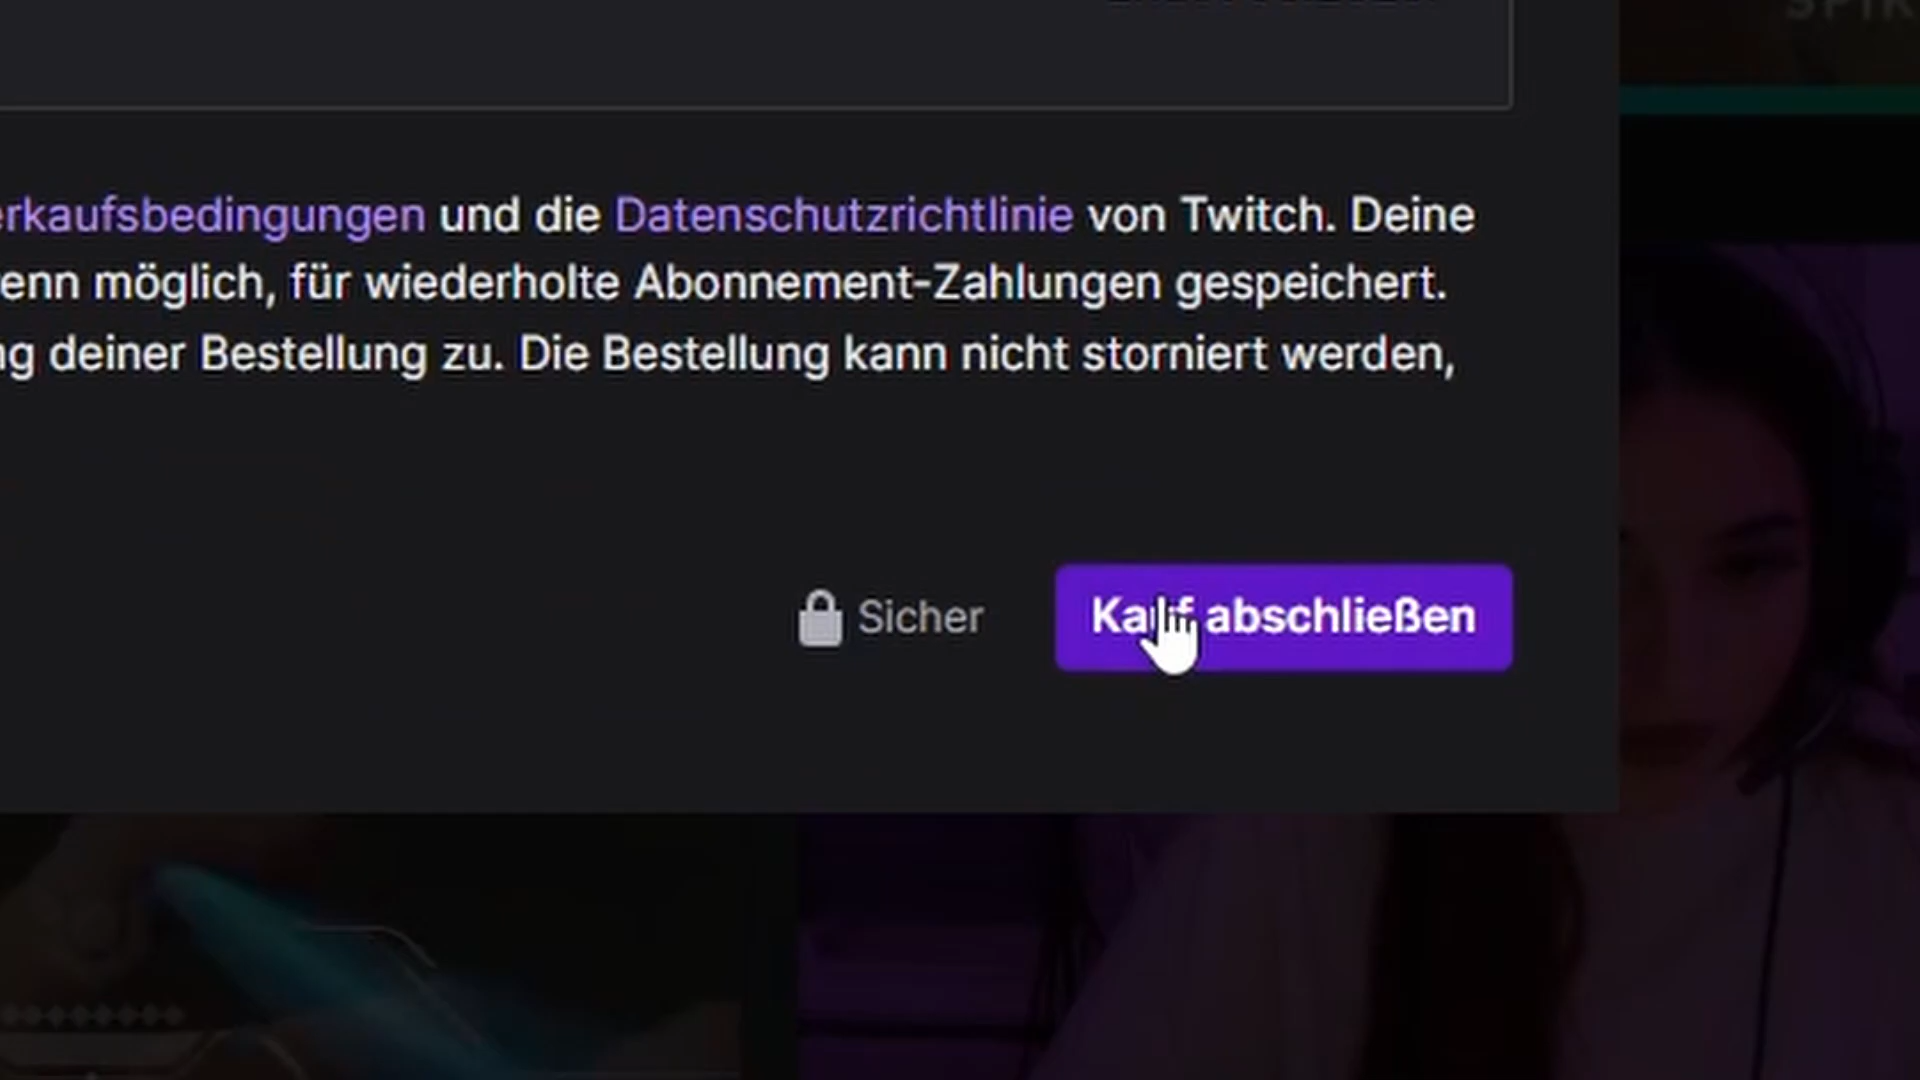 erkaufsbedingungen und die Datenschutzrichtlinie von Twitch. Deine
enn möglich, für wiederholte Abonnement-Zahlungen gespeichert.
ng deiner Bestellung zu. Die Bestellung kann nicht storniert werden,
Sicher
Kauf abschließen